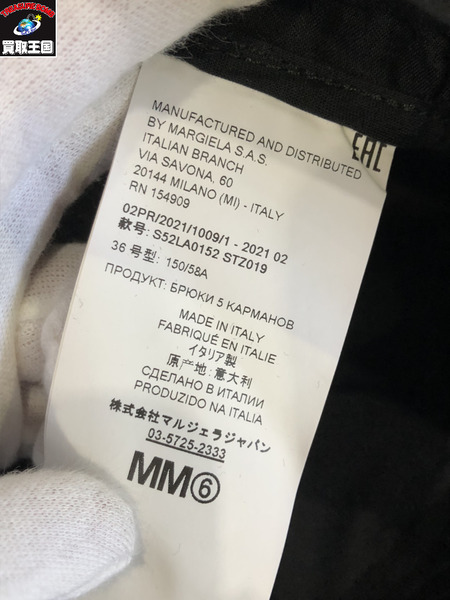 買取王国
MANUFACTURED AND DISTRIBUTED
BY MARGIELA S.A.S.
ITALIAN BRANCH
VIA SAVONA, 60
20144 MILANO (MI) - ITALY
RN 154909
EAC
02PR/2021/1009/1 - 2021 02
款号: S52LA0152 STZ019
36 号型: 150/58A
ПРОДУКТ: БРЮКИ 5 КАРМАНОВ
MADE IN ITALY
FABRIQUÉ EN ITALIE
イタリア製
原产地: 意大利
СДЕЛАНО В ИТАЛИИ
PRODUZIDO NA ITALIA
株式会社マルジェラジャパン
03-5725-2333
MM⑥